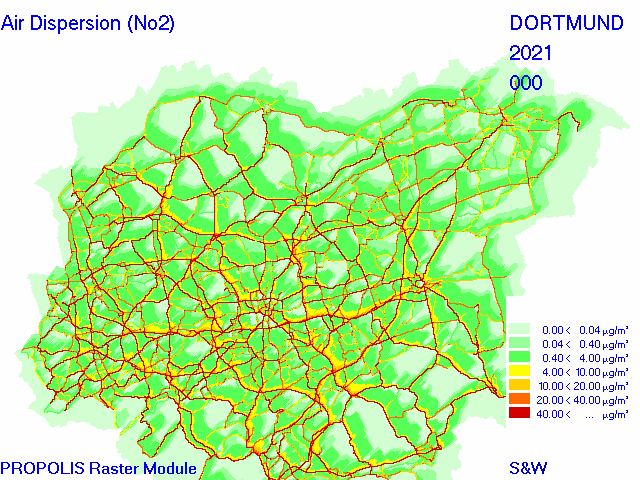 Air Dispersion (No2)
DORTMUND
2021
000
0.00 < 0.04 µg/m³
0.04 < 0.40 µg/m³
0.40 < 4.00 µg/m³
4.00 < 10.00 µg/m³
10.00 < 20.00 µg/m³
20.00 < 40.00 µg/m³
40.00 < ... µg/m³
PROPOLIS Raster Module
S&W